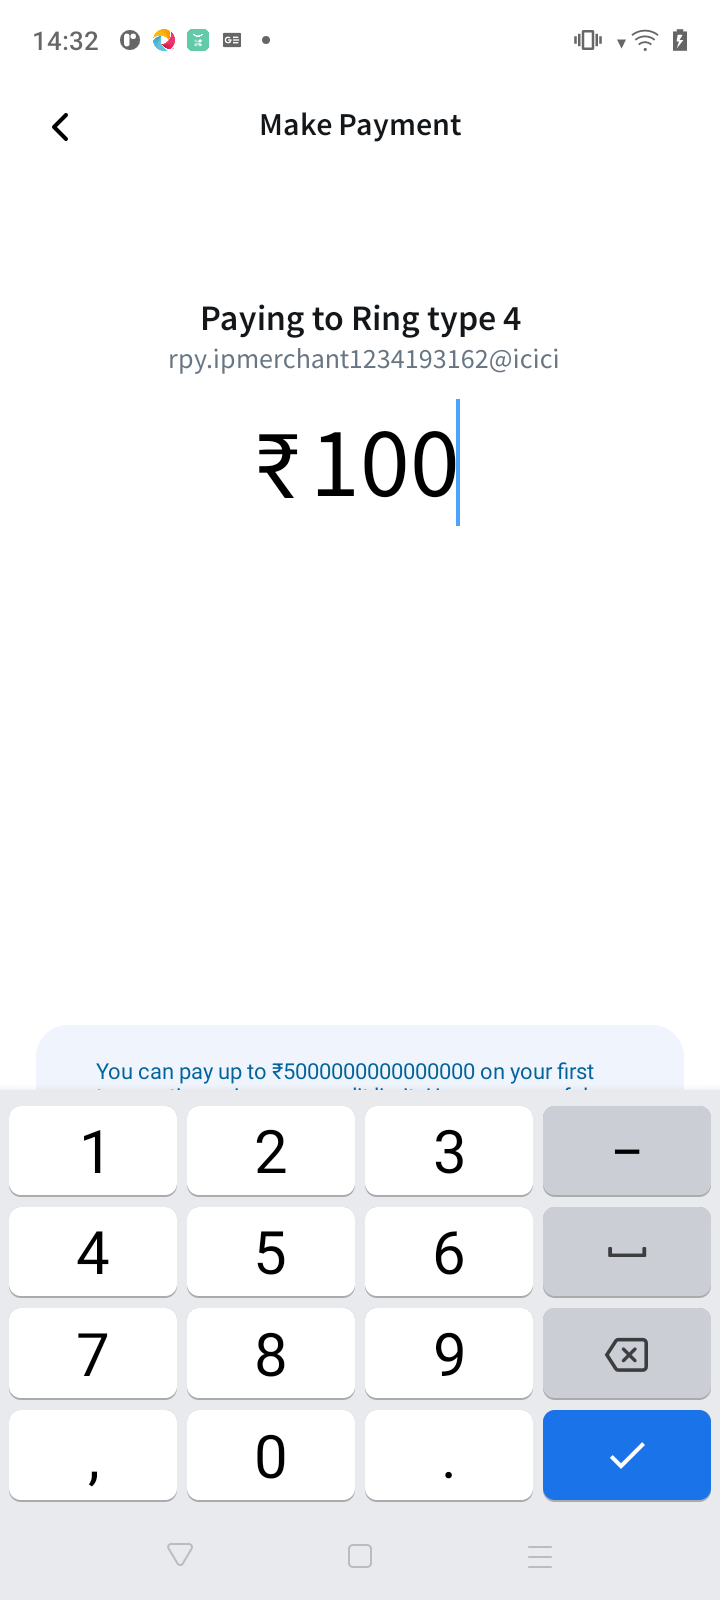 14:32
Make Payment
Paying to Ring type 4
rpy.ipmerchant1234193162@icici
₹100
You can pay up to ₹5000000000000000 on your first
1 2 3 –
4 5 6
7 8 9
, 0 .